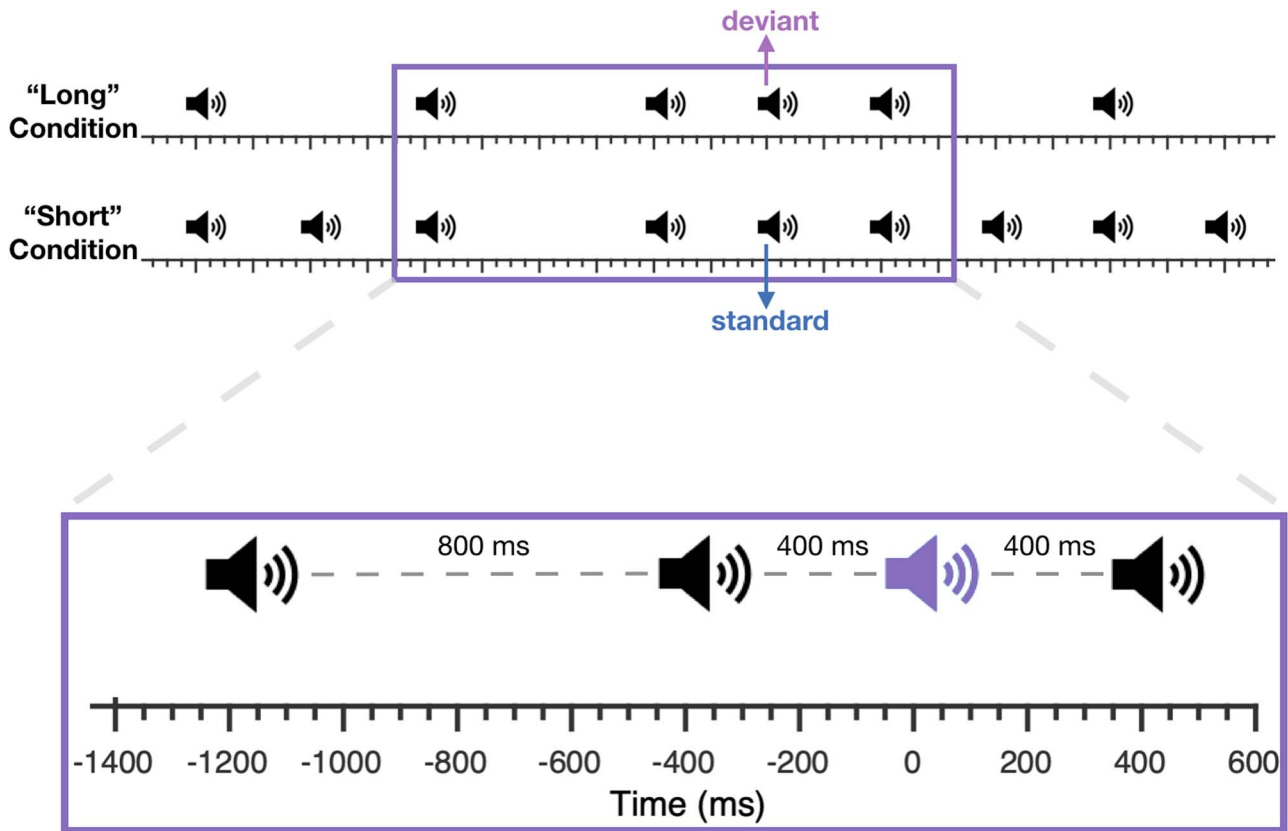 deviant
“Long”
Condition
“Short”
Condition
standard
800 ms
400 ms
400 ms
-1400 -1200 -1000 -800 -600 -400 -200 0 200 400 600
Time (ms)